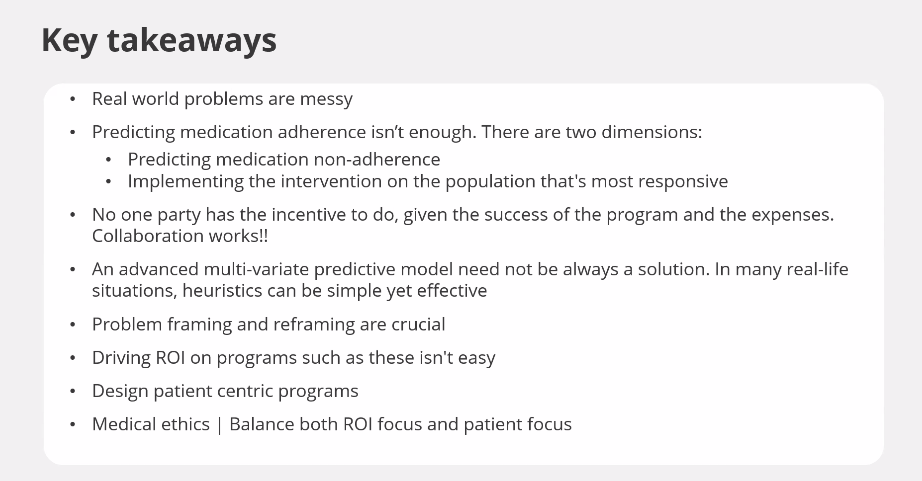 Key takeaways
• Real world problems are messy
• Predicting medication adherence isn't enough. There are two dimensions:
• Predicting medication non-adherence
• Implementing the intervention on the population that's most responsive
• No one party has the incentive to do, given the success of the program and the expenses.
Collaboration works!!
• An advanced multi-variate predictive model need not be always a solution. In many real-life
situations, heuristics can be simple yet effective
• Problem framing and reframing are crucial
• Driving ROI on programs such as these isn't easy
• Design patient centric programs
• Medical ethics | Balance both ROI focus and patient focus